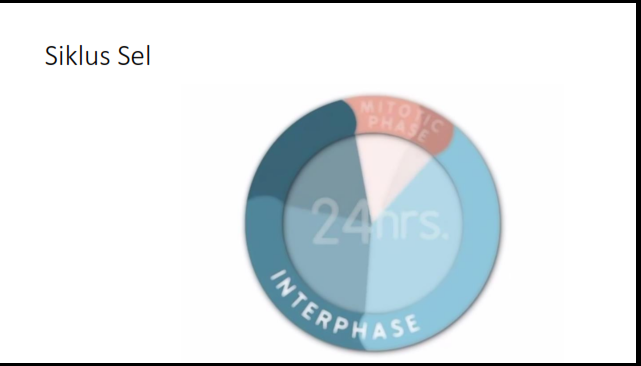 Siklus Sel
MITOTIC
PHASE
24hrs.
INTERPHASE